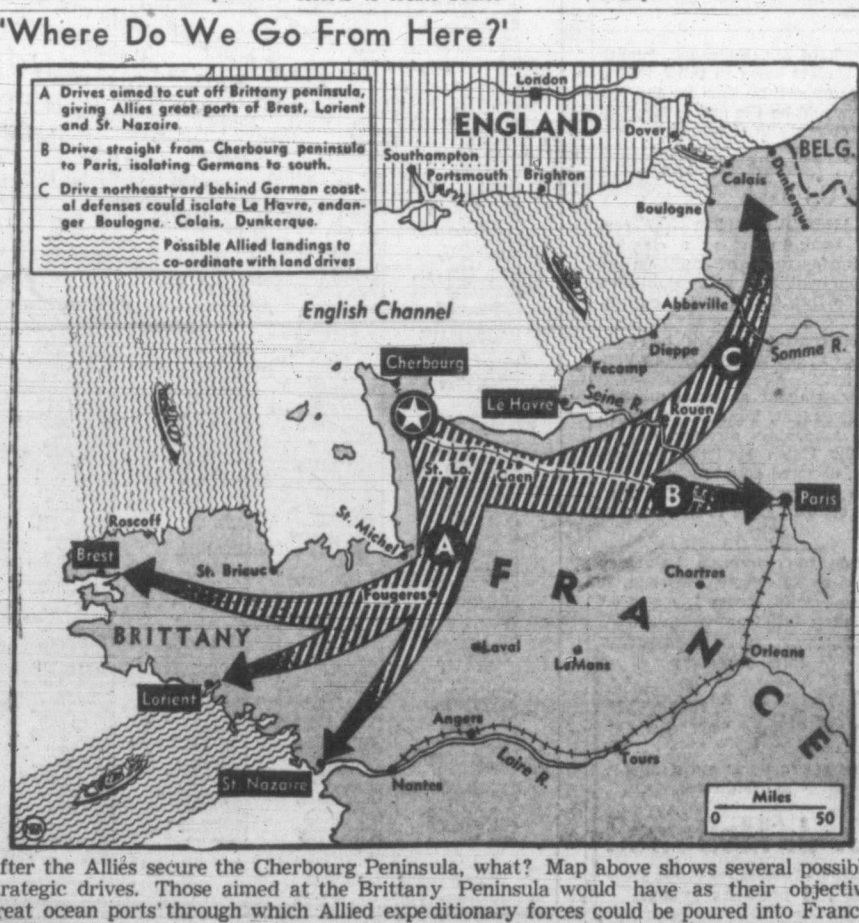 'Where Do We Go From Here?'
A Drives aimed to cut off Brittany peninsula,
giving Allies great ports of Brest, Lorient
and St. Nazaire
B Drive straight from Cherbourg peninsula
to Paris, isolating Germans to south.
C Drive northeastward behind German coast-
al defenses could isolate Le Havre, endan-
ger Boulogne, Calais, Dunkerque.
Possible Allied landings to
co-ordinate with land drives
London
ENGLAND
Dover
BELG.
Southampton
Portsmouth
Brighton
Calais
Dunkerque
Boulogne
English Channel
Abbeville
Dieppe
Somme R.
Cherbourg
Fecamp
C
Le Havre
Seine R.
Rouen
St. Lo.
Caen
B
Paris
Roscoff
St. Michel
A
Brest
St. Brieuc
Fougeres
FRANCE
Chartres
BRITTANY
Laval
LeMans
Orleans
Lorient
Angers
Tours
Loire R.
St. Nazaire
Nantes
Miles
0 50
fter the Allies secure the Cherbourg Peninsula, what? Map above shows several possib
rategic drives. Those aimed at the Brittany Peninsula would have as their objectiv
reat ocean ports through which Allied expeditionary forces could be poured into Franc